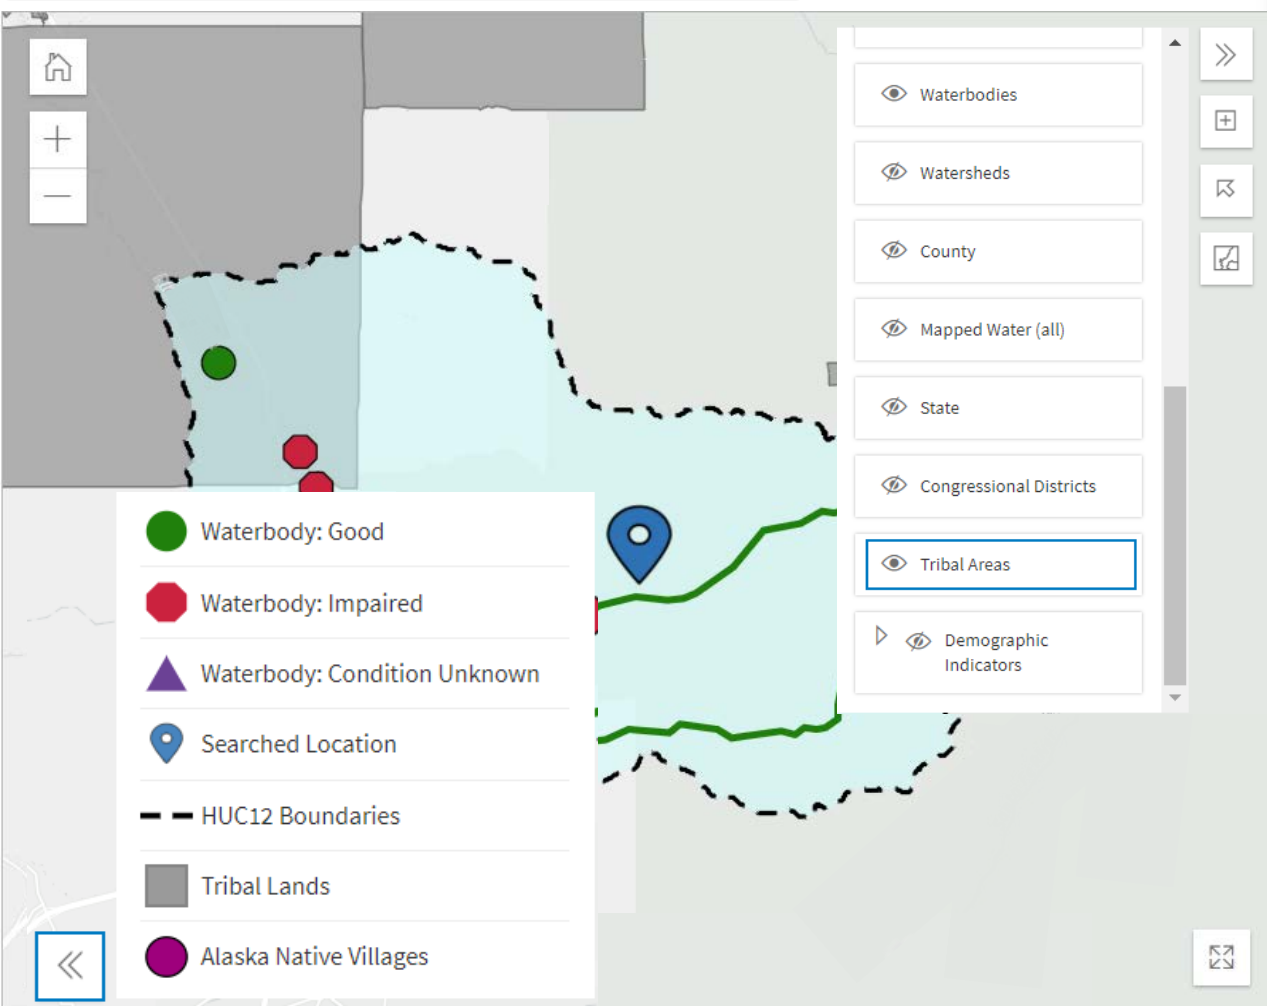 Waterbodies
Watersheds
County
Mapped Water (all)
State
Congressional Districts
Tribal Areas
Demographic
Indicators
Waterbody: Good
Waterbody: Impaired
Waterbody: Condition Unknown
Searched Location
HUC12 Boundaries
Tribal Lands
Alaska Native Villages